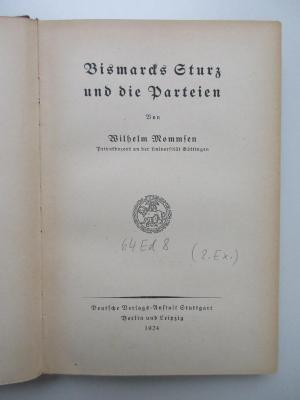 Bismarcks Sturz
und die Parteien
Von
Wilhelm Mommsen
Privatdozent an der Universität Göttingen
64 Ed 8 (2. Ex.)
Deutsche Verlags-Anstalt Stuttgart
Berlin und Leipzig
1924